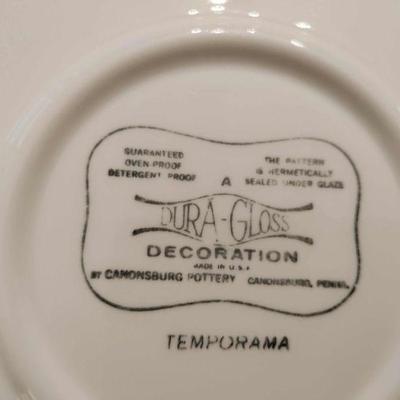 GUARANTEED
OVEN-PROOF
DETERGENT PROOF
THE PATTERN
IS HERMETICALLY
SEALED UNDER GLAZE
A
DURA-GLOSS
DECORATION
MADE IN U.S.A
BY CANONSBURG POTTERY CANONSBURG, PENNA.
TEMPORAMA